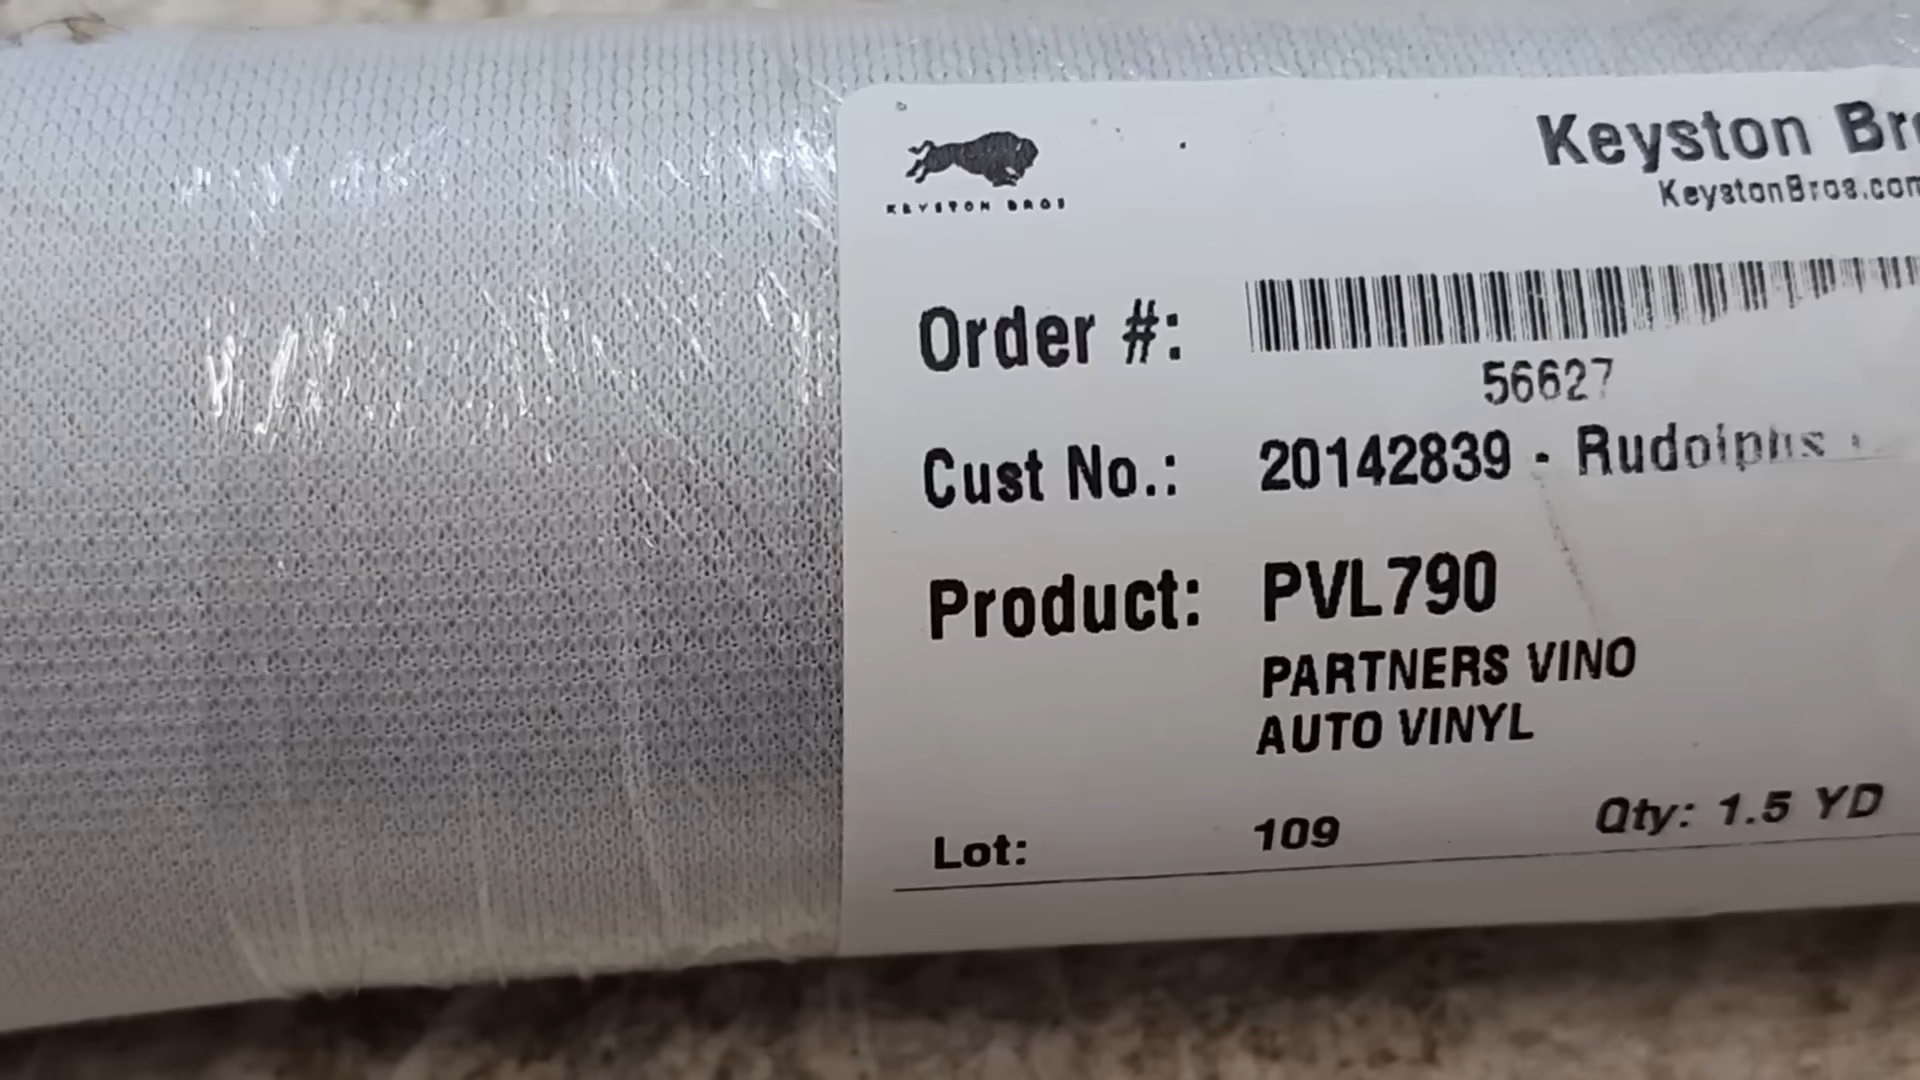 KEYSTON BROS
Keyston Br
KeystonBros.com
Order #:
56627
Cust No.: 20142839 - Rudolphs
Product: PVL790
PARTNERS VINO
AUTO VINYL
Lot: 109 Qty: 1.5 YD